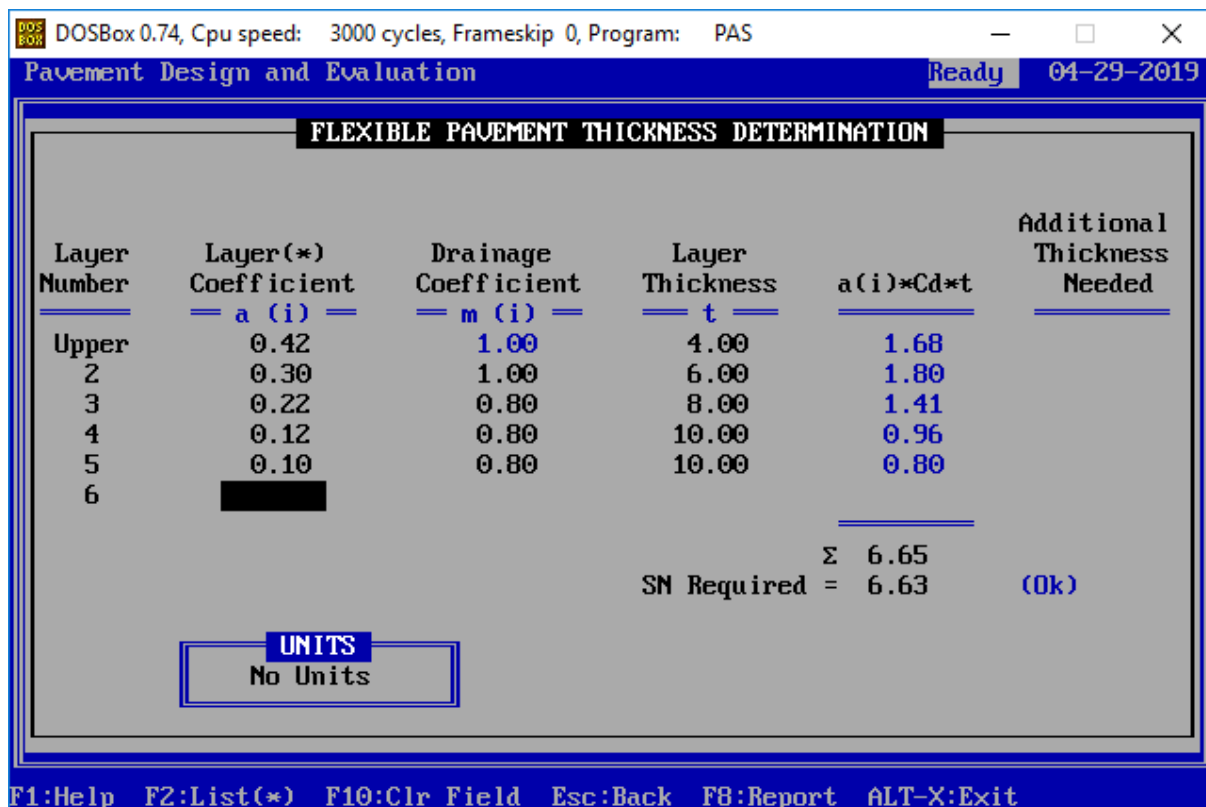 DOS BOX DOSBox 0.74, Cpu speed: 3000 cycles, Frameskip 0, Program: PAS
Pavement Design and Evaluation Ready 04-29-2019
FLEXIBLE PAVEMENT THICKNESS DETERMINATION
Additional
Layer Layer(*) Drainage Layer Thickness
Number Coefficient Coefficient Thickness a(i)*Cd*t Needed
a (i) m (i) t
Upper 0.42 1.00 4.00 1.68
2 0.30 1.00 6.00 1.80
3 0.22 0.80 8.00 1.41
4 0.12 0.80 10.00 0.96
5 0.10 0.80 10.00 0.80
6
Σ 6.65
SN Required = 6.63 (Ok)
UNITS
No Units
F1:Help F2:List(*) F10:Clr Field Esc:Back F8:Report ALT-X:Exit